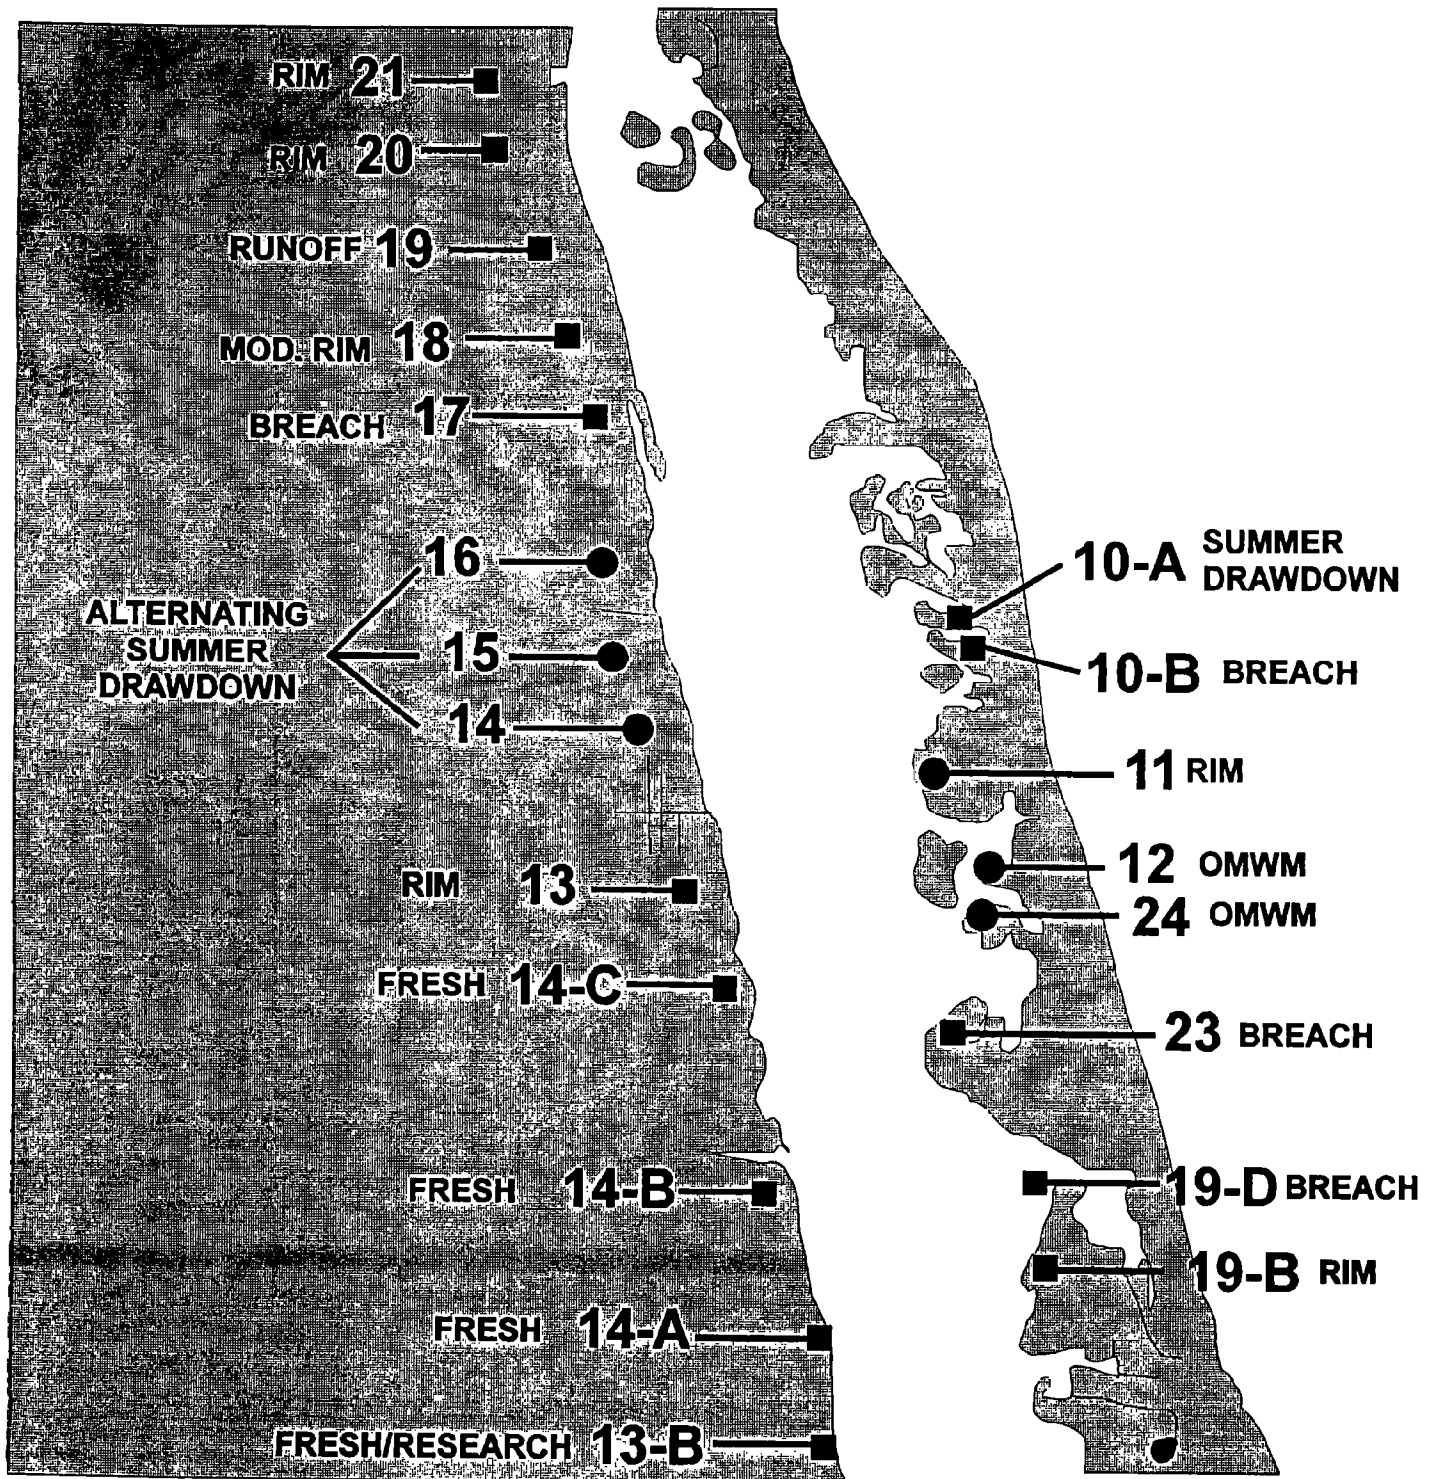 RIM 21
RIM 20
RUNOFF 19
MOD. RIM 18
BREACH 17
16
ALTERNATING
SUMMER
DRAWDOWN
15
14
RIM 13
FRESH 14-C
FRESH 14-B
FRESH 14-A
FRESH/RESEARCH 13-B
10-A SUMMER
DRAWDOWN
10-B BREACH
11 RIM
12 OMWM
24 OMWM
23 BREACH
19-D BREACH
19-B RIM